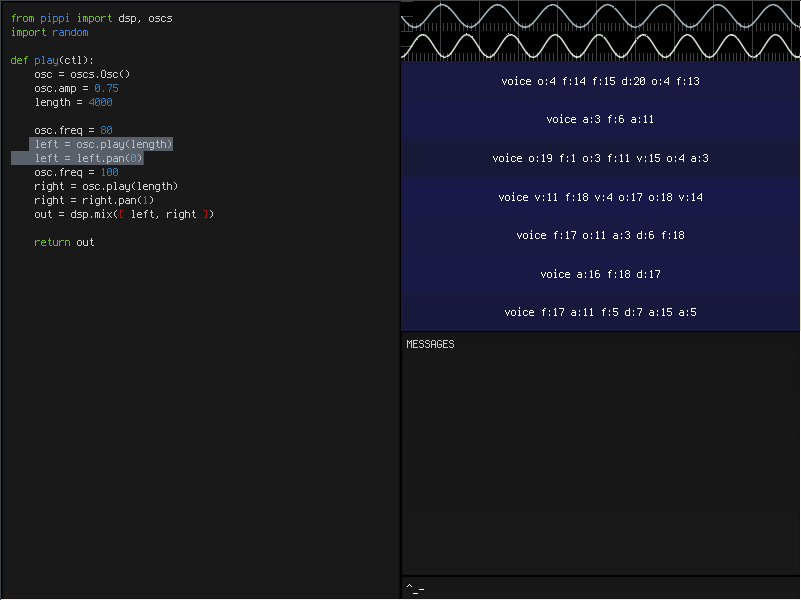 from pippi import dsp, oscs
import random
def play(ctl):
osc = oscs.Osc()
osc.amp = 0.75
length = 4000
osc.freq = 80
left = osc.play(length)
left = left.pan(0)
osc.freq = 100
right = osc.play(length)
right = right.pan(1)
out = dsp.mix([ left, right ])
return out
voice o:4 f:14 f:15 d:20 o:4 f:13
voice a:3 f:6 a:11
voice o:19 f:1 o:3 f:11 v:15 o:4 a:3
voice v:11 f:18 v:4 o:17 o:18 v:14
voice f:17 o:11 a:3 d:6 f:18
voice a:16 f:18 d:17
voice f:17 a:11 f:5 d:7 a:15 a:5
MESSAGES
^_-